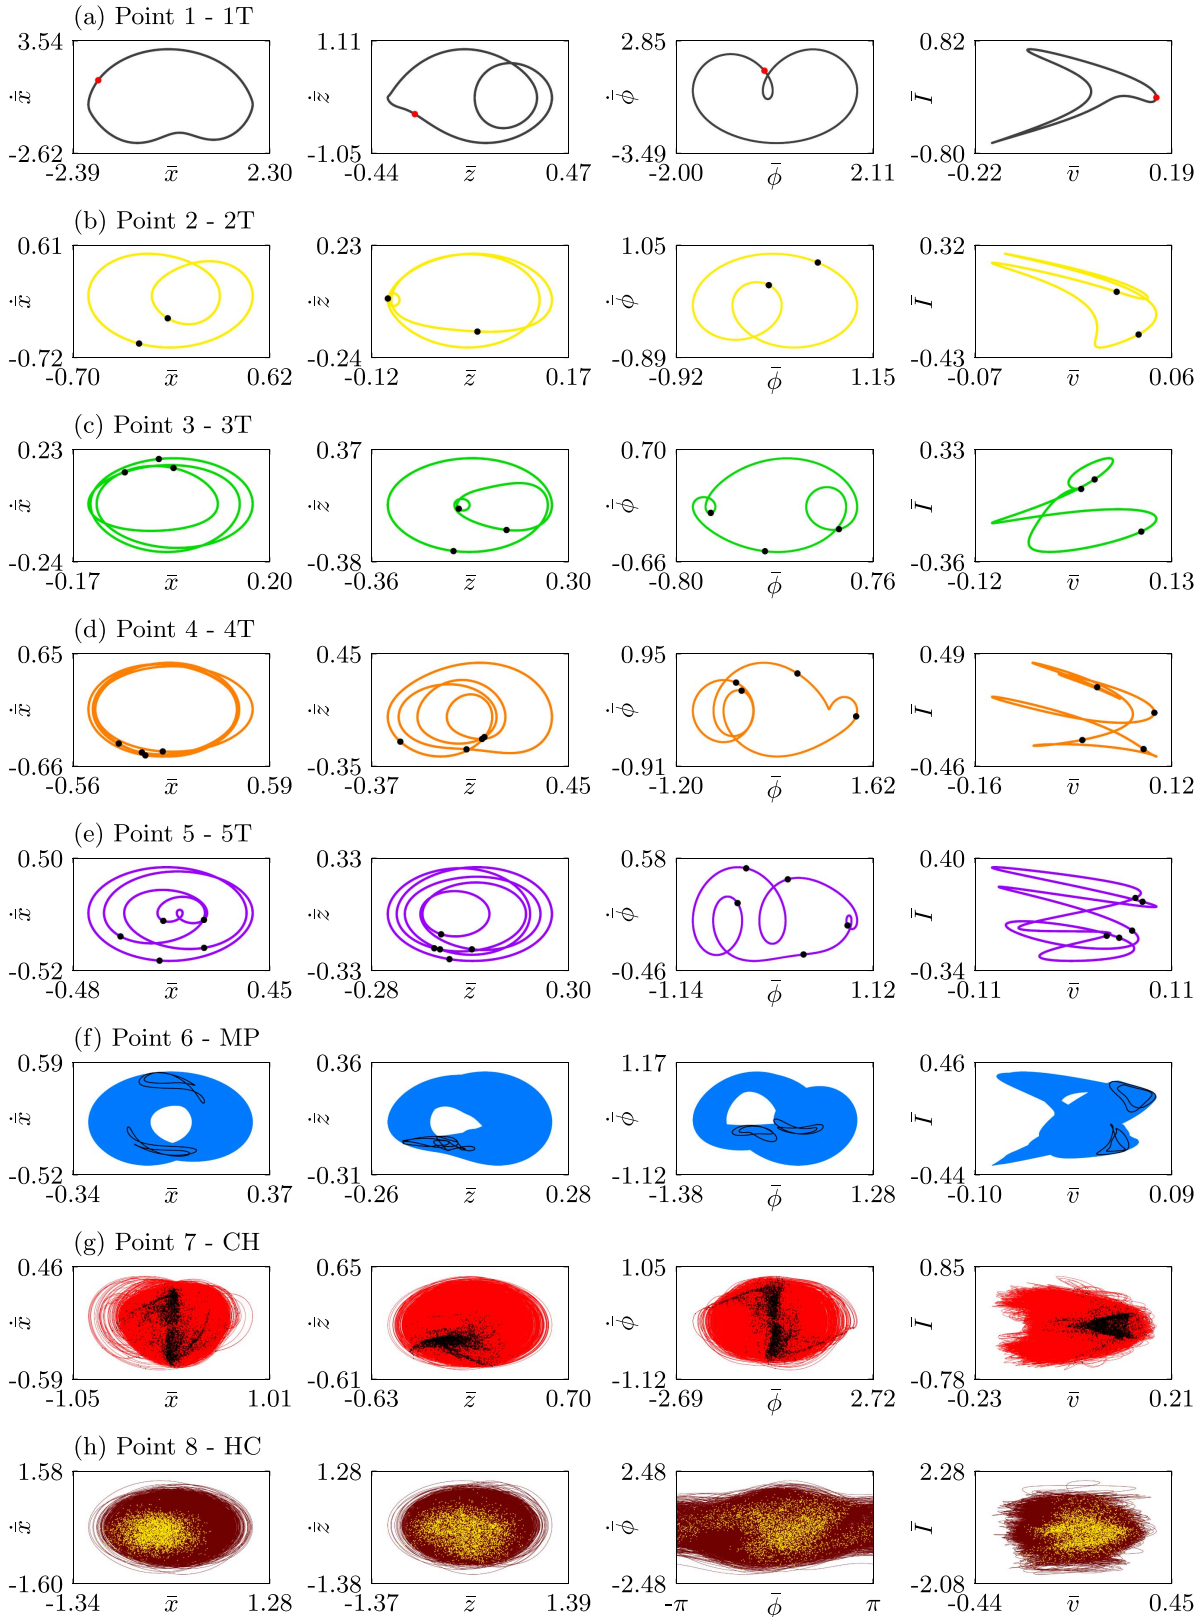 (a) Point 1 - 1T
3.54 1.11 2.85 0.82
ẋ̄ ż̄ φ̄̇ Ī
-2.62 -1.05 -3.49 -0.80
-2.39 x̄ 2.30 -0.44 z̄ 0.47 -2.00 ϕ̄ 2.11 -0.22 v̄ 0.19
(b) Point 2 - 2T
0.61 0.23 1.05 0.32
ẋ̄ ż̄ ϕ̄̇ Ī
-0.72 -0.24 -0.89 -0.43
-0.70 x̄ 0.62 -0.12 z̄ 0.17 -0.92 ϕ̄ 1.15 -0.07 v̄ 0.06
(c) Point 3 - 3T
0.23 0.37 0.70 0.33
ẋ̄ ż̄ ϕ̄̇ Ī
-0.24 -0.38 -0.66 -0.36
-0.17 x̄ 0.20 -0.36 z̄ 0.30 -0.80 ϕ̄ 0.76 -0.12 v̄ 0.13
(d) Point 4 - 4T
0.65 0.45 0.95 0.49
ẋ̄ ż̄ ϕ̄̇ Ī
-0.66 -0.35 -0.91 -0.46
-0.56 x̄ 0.59 -0.37 z̄ 0.45 -1.20 ϕ̄ 1.62 -0.16 v̄ 0.12
(e) Point 5 - 5T
0.50 0.33 0.58 0.40
ẋ̄ ż̄ ϕ̄̇ Ī
-0.52 -0.33 -0.46 -0.34
-0.48 x̄ 0.45 -0.28 z̄ 0.30 -1.14 ϕ̄ 1.12 -0.11 v̄ 0.11
(f) Point 6 - MP
0.59 0.36 1.17 0.46
ẋ̄ ż̄ ϕ̄̇ Ī
-0.52 -0.31 -1.12 -0.44
-0.34 x̄ 0.37 -0.26 z̄ 0.28 -1.38 ϕ̄ 1.28 -0.10 v̄ 0.09
(g) Point 7 - CH
0.46 0.65 1.05 0.85
ẋ̄ ż̄ ϕ̄̇ Ī
-0.59 -0.61 -1.12 -0.78
-1.05 x̄ 1.01 -0.63 z̄ 0.70 -2.69 ϕ̄ 2.72 -0.23 v̄ 0.21
(h) Point 8 - HC
1.58 1.28 2.48 2.28
ẋ̄ ż̄ ϕ̄̇ Ī
-1.60 -1.38 -2.48 -2.08
-1.34 x̄ 1.28 -1.37 z̄ 1.39 -π ϕ̄ π -0.44 v̄ 0.45